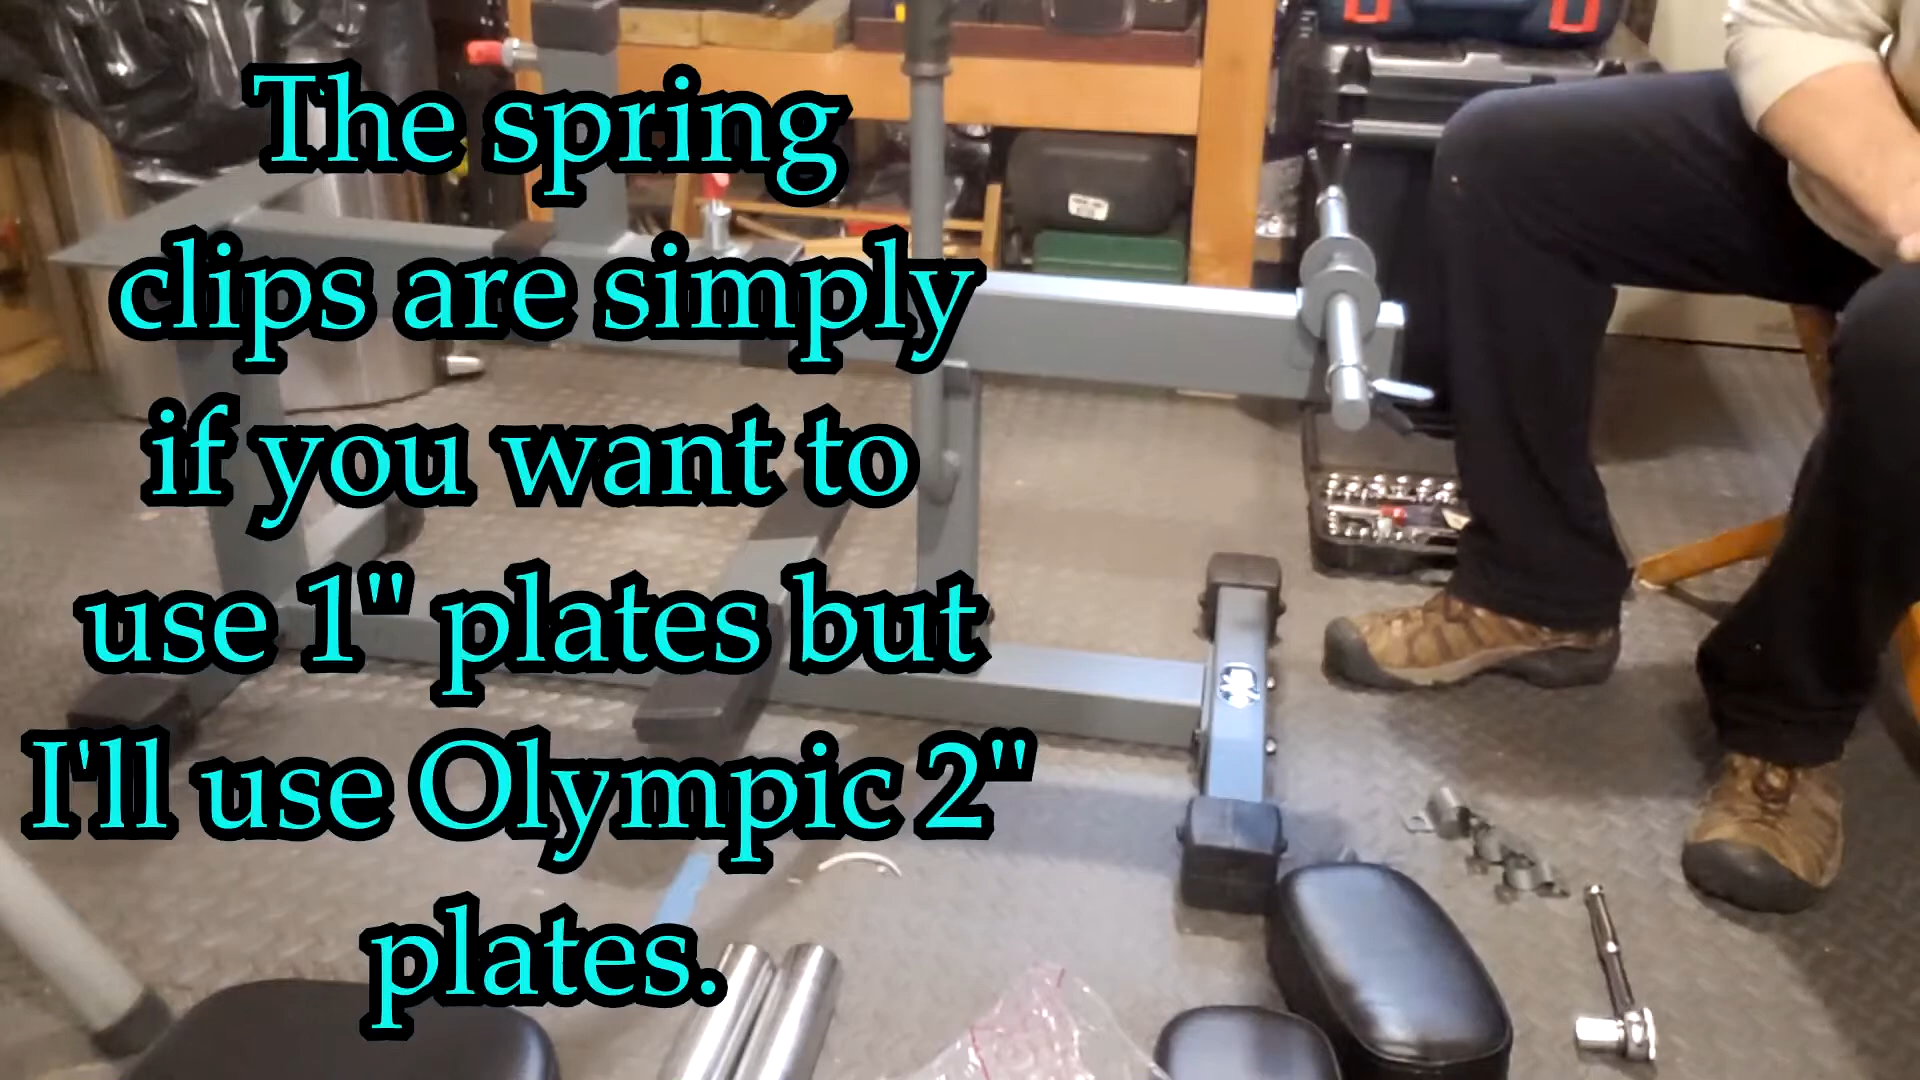 The spring
clips are simply
if you want to
use 1" plates but
I'll use Olympic 2"
plates.